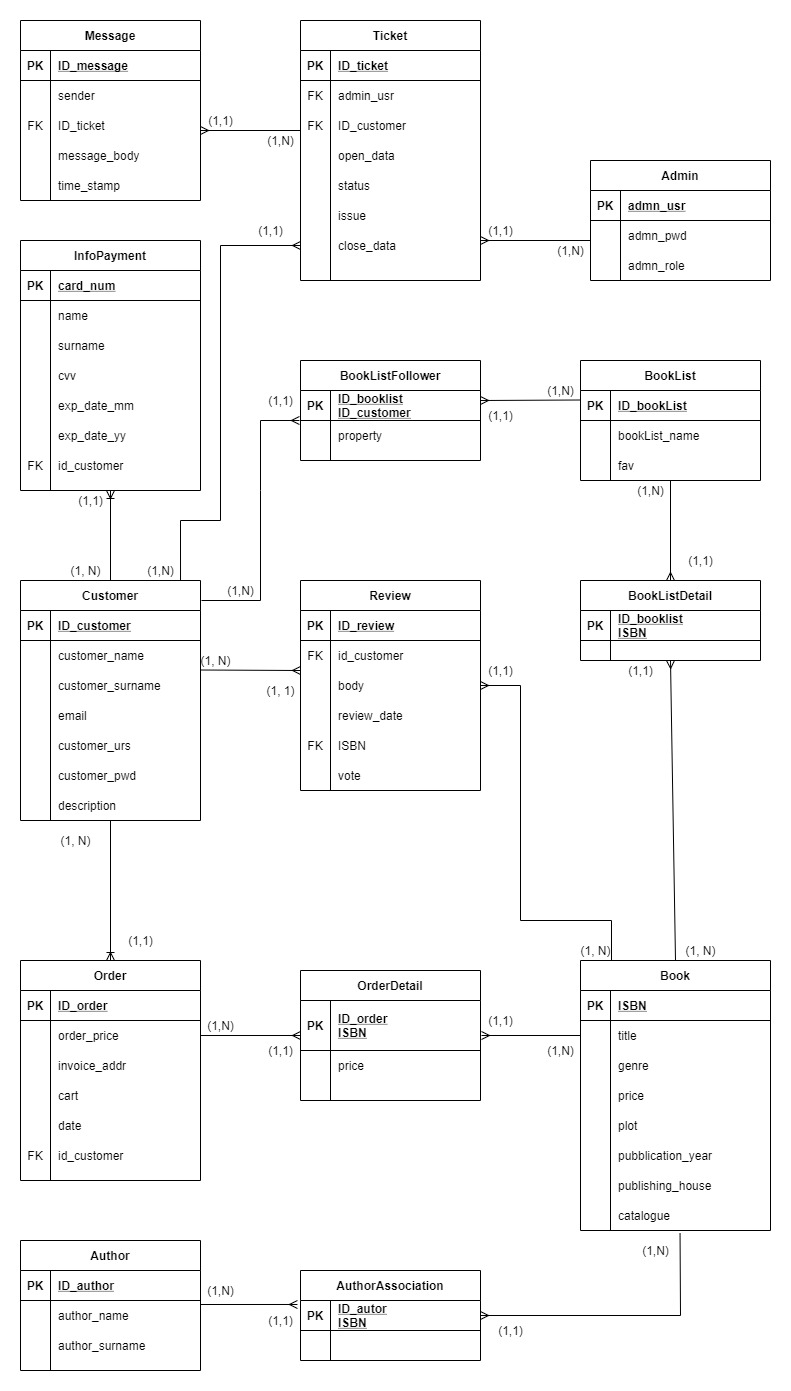 Message
PK ID_message
sender
FK ID_ticket
message_body
time_stamp
(1,1)
(1,N)
Ticket
PK ID_ticket
FK admin_usr
FK ID_customer
open_data
status
issue
close_data
(1,1)
(1,1)
(1,N)
Admin
PK admn_usr
admn_pwd
admn_role
InfoPayment
PK card_num
name
surname
cvv
exp_date_mm
exp_date_yy
FK id_customer
(1,1)
(1, N)
(1,N)
BookListFollower
PK ID_booklist
ID_customer
property
(1,1)
(1,N)
(1,N)
(1,1)
BookList
PK ID_bookList
bookList_name
fav
(1,N)
(1,1)
Customer
PK ID_customer
customer_name
customer_surname
email
customer_urs
customer_pwd
description
(1, N)
(1, 1)
Review
PK ID_review
FK id_customer
body
review_date
FK ISBN
vote
(1,1)
BookListDetail
PK ID_booklist
ISBN
(1,1)
(1, N)
(1,1)
(1, N)
(1, N)
Order
PK ID_order
order_price
invoice_addr
cart
date
FK id_customer
(1,N)
(1,1)
OrderDetail
PK ID_order
ISBN
price
(1,1)
(1,N)
Book
PK ISBN
title
genre
price
plot
pubblication_year
publishing_house
catalogue
(1,N)
Author
PK ID_author
author_name
author_surname
(1,N)
(1,1)
AuthorAssociation
PK ID_autor
ISBN
(1,1)